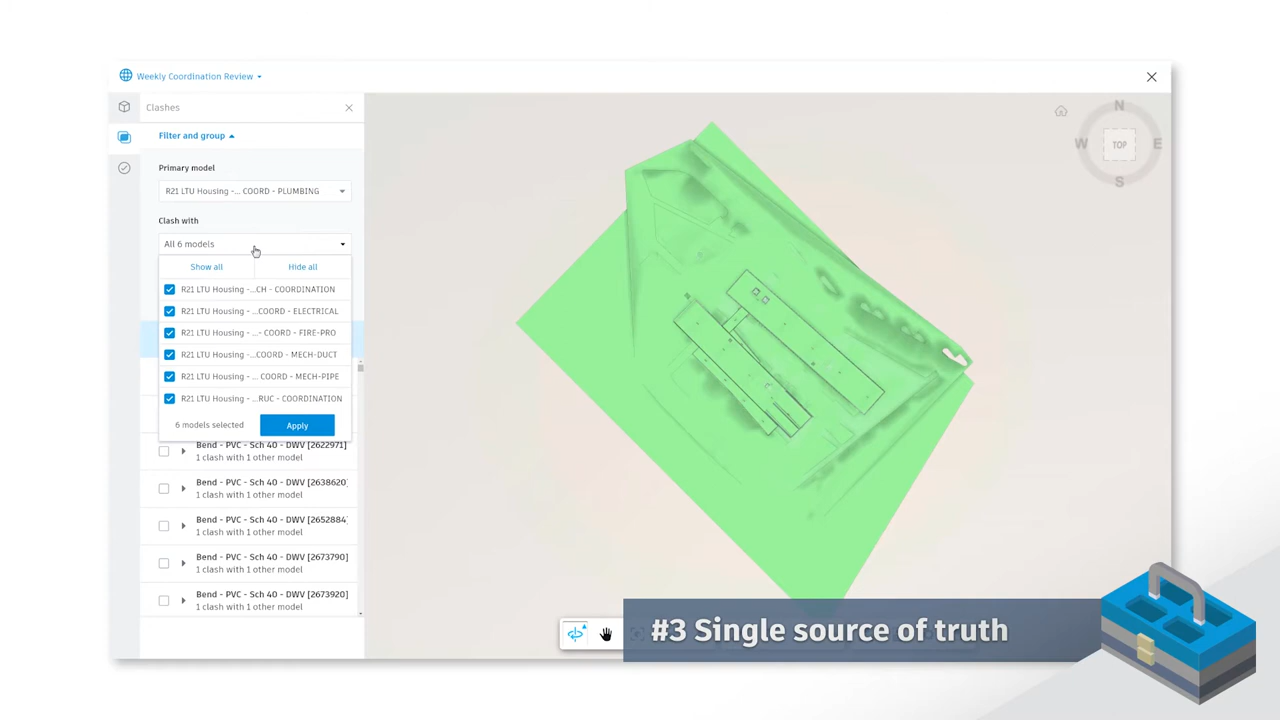 Weekly Coordination Review
Clashes
Filter and group
Primary model
R21 LTU Housing -... COORD - PLUMBING
Clash with
All 6 models
Show all
Hide all
R21 LTU Housing -...CH - COORDINATION
R21 LTU Housing - ...COORD - ELECTRICAL
R21 LTU Housing - ...- COORD - FIRE-PRO
R21 LTU Housing -...COORD - MECH-DUCT
R21 LTU Housing -... COORD - MECH-PIPE
R21 LTU Housing - ...RUC - COORDINATION
6 models selected
Apply
Bend - PVC - Sch 40 - DWV [2622971]
1 clash with 1 other model
Bend - PVC - Sch 40 - DWV [2638620]
1 clash with 1 other model
Bend - PVC - Sch 40 - DWV [2652884]
1 clash with 1 other model
Bend - PVC - Sch 40 - DWV [2673790]
1 clash with 1 other model
Bend - PVC - Sch 40 - DWV [2673920]
1 clash with 1 other model
N
W
TOP
E
S
#3 Single source of truth